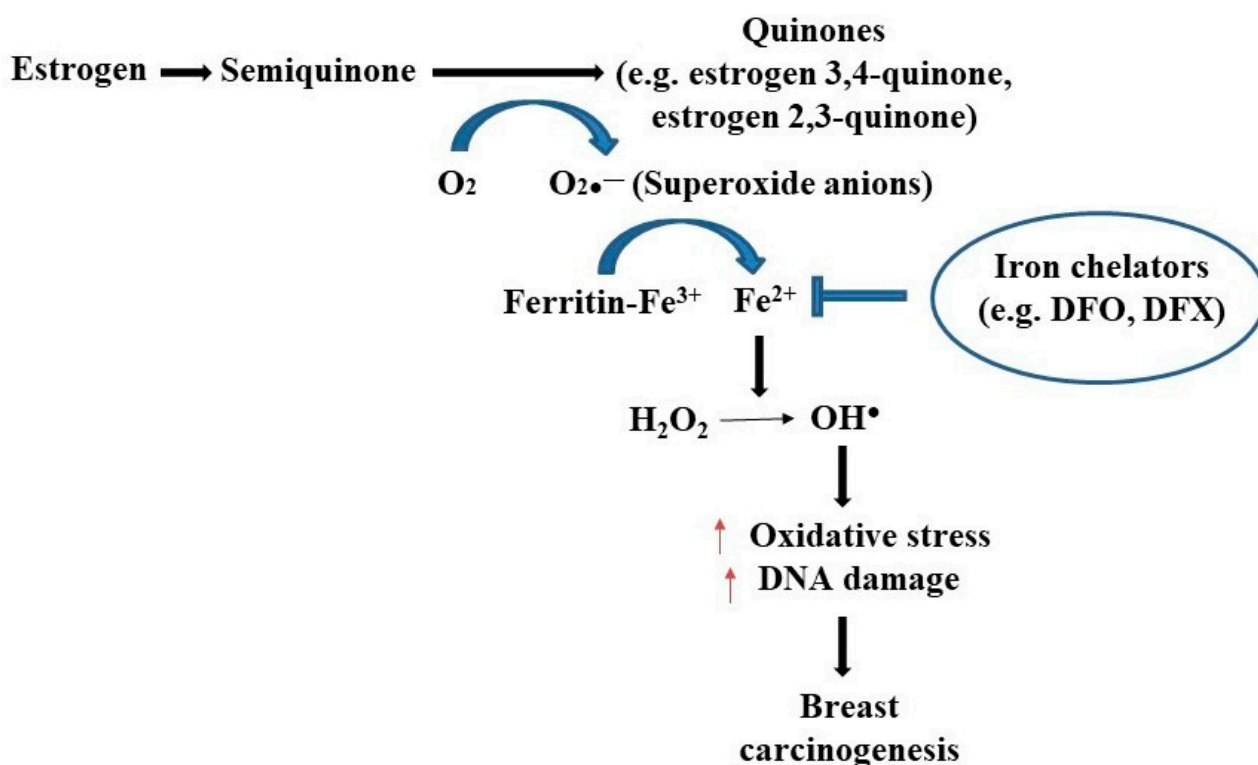 Quinones
Estrogen Semiquinone (e.g. estrogen 3,4-quinone,
estrogen 2,3-quinone)
O₂ O₂•— (Superoxide anions)
Iron chelators
(e.g. DFO, DFX)
Ferritin-Fe³⁺ Fe²⁺
H₂O₂ OH•
Oxidative stress
DNA damage
Breast
carcinogenesis